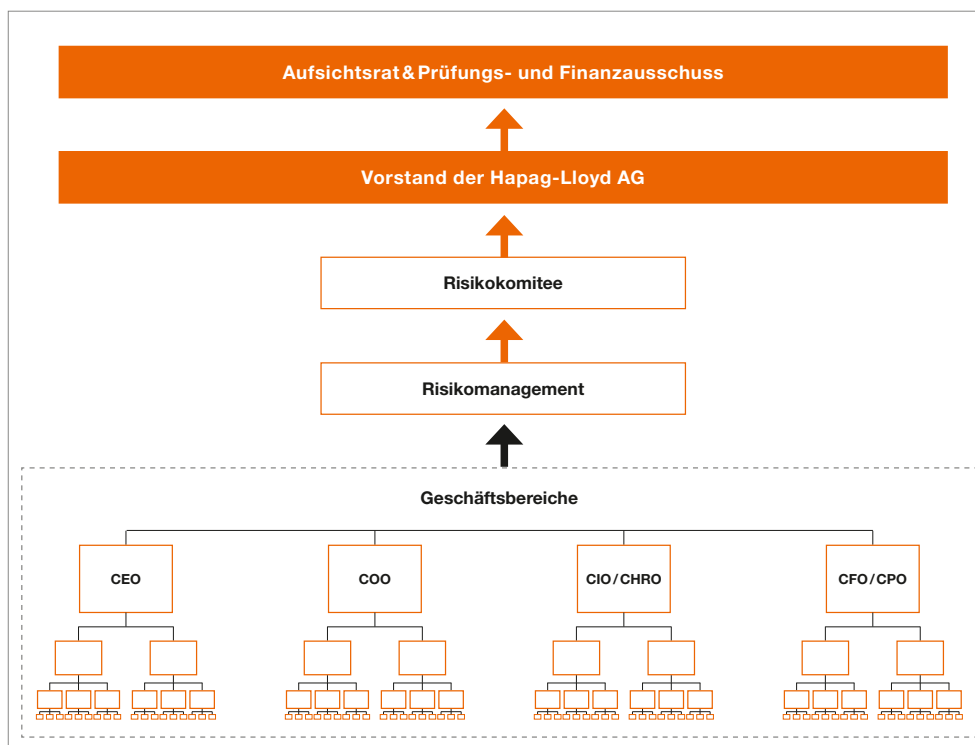 Aufsichtsrat & Prüfungs- und Finanzausschuss
Vorstand der Hapag-Lloyd AG
Risikokomitee
Risikomanagement
Geschäftsbereiche
CEO
COO
CIO / CHRO
CFO / CPO